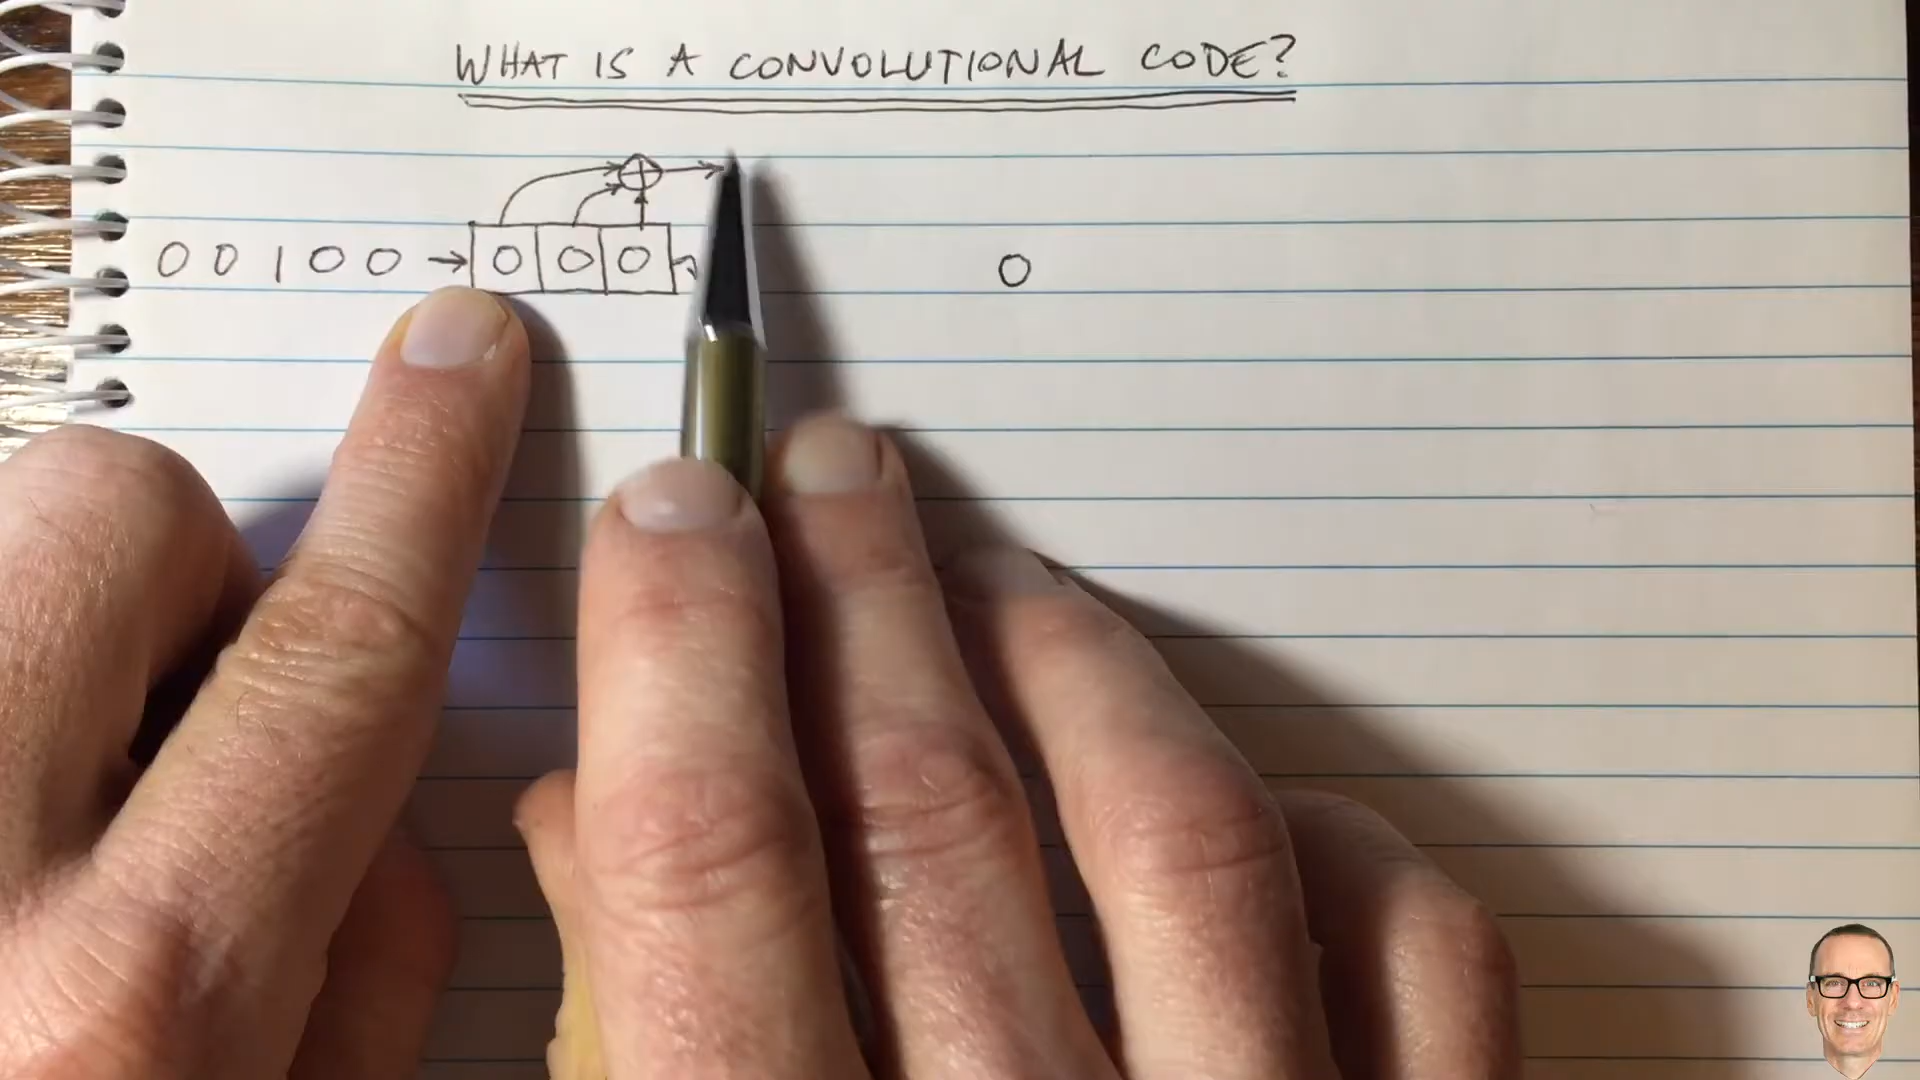 WHAT IS A CONVOLUTIONAL CODE?
0 0 1 0 0 → 0 0 0 0